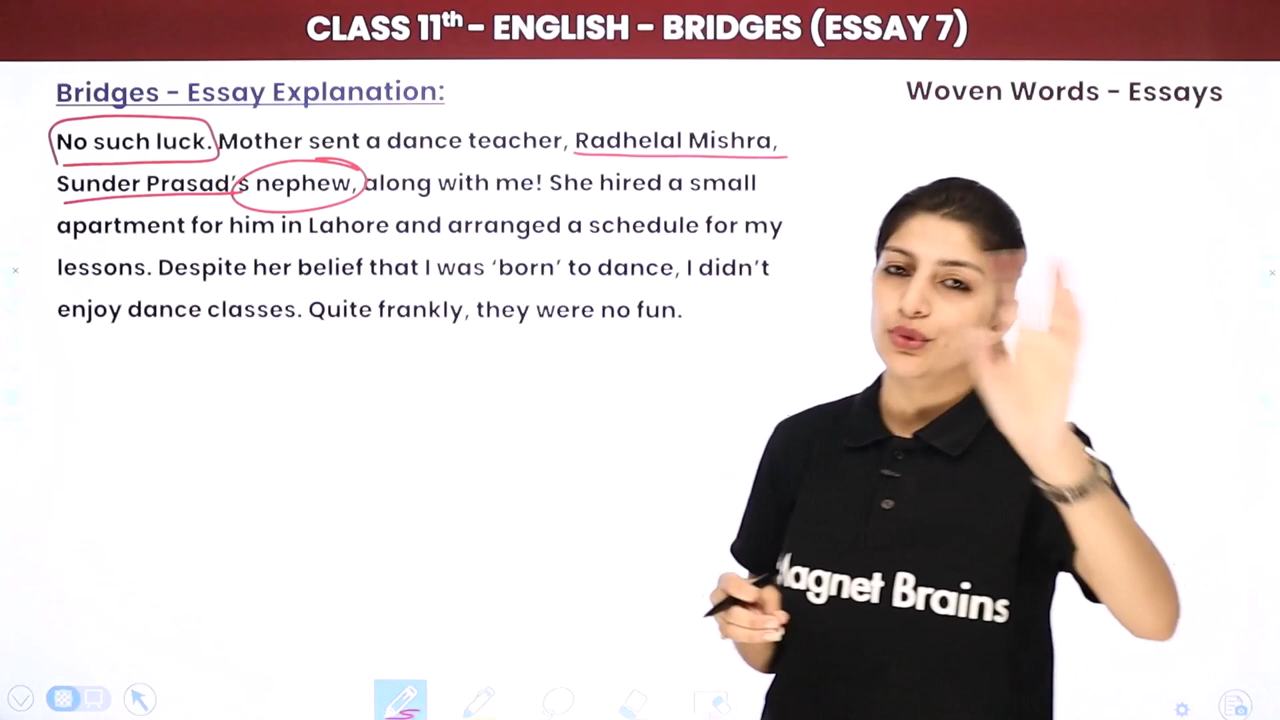 CLASS 11th - ENGLISH - BRIDGES (ESSAY 7)
Bridges - Essay Explanation:
Woven Words - Essays
No such luck. Mother sent a dance teacher, Radhelal Mishra,
Sunder Prasad's nephew, along with me! She hired a small
apartment for him in Lahore and arranged a schedule for my
lessons. Despite her belief that I was 'born' to dance, I didn't
enjoy dance classes. Quite frankly, they were no fun.
Magnet Brains